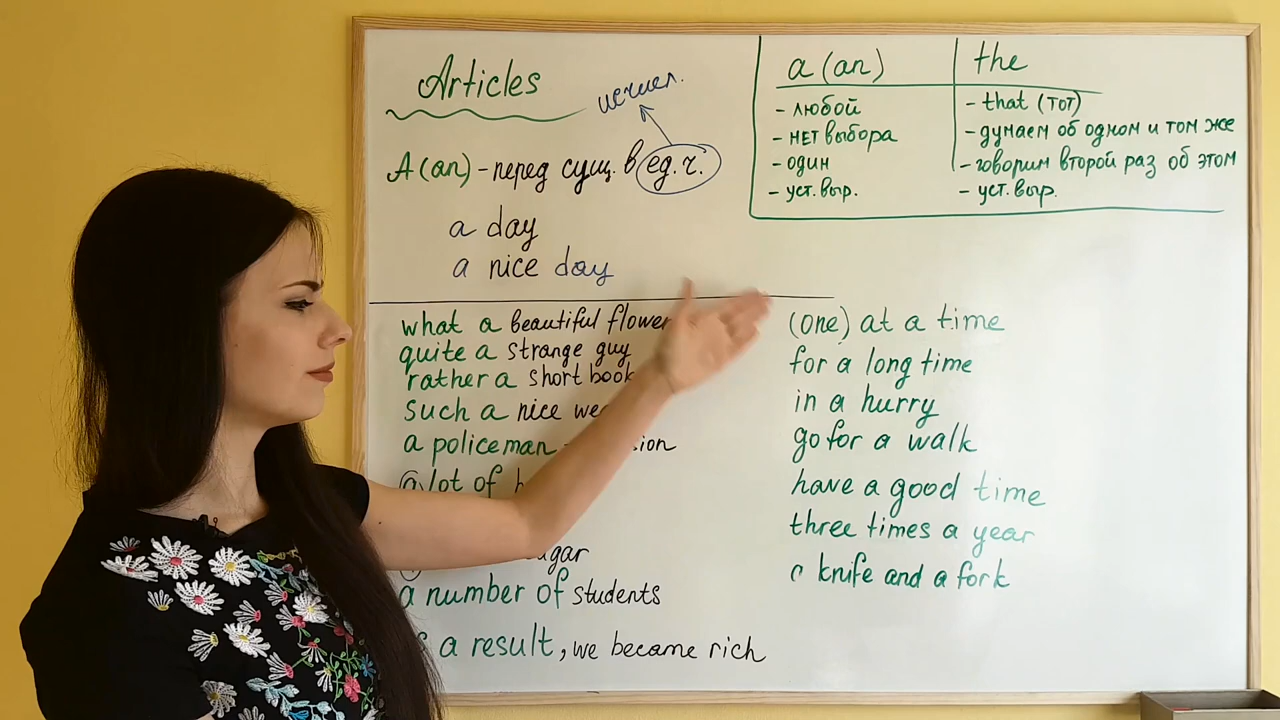 Articles
исчисл.
A (an) - перед сущ. в ед.ч.
a day
a nice day
a (an)
- любой
- нет выбора
- один
- уст. выр.
the
- that (тот)
- думаем об одном и том же
- говорим второй раз об этом
- уст. выр.
what a beautiful flower
quite a strange guy
rather a short book
such a nice
a policeman -
a lot of
a number of students
a result, we became rich
(one) at a time
for a long time
in a hurry
go for a walk
have a good time
three times a year
a knife and a fork